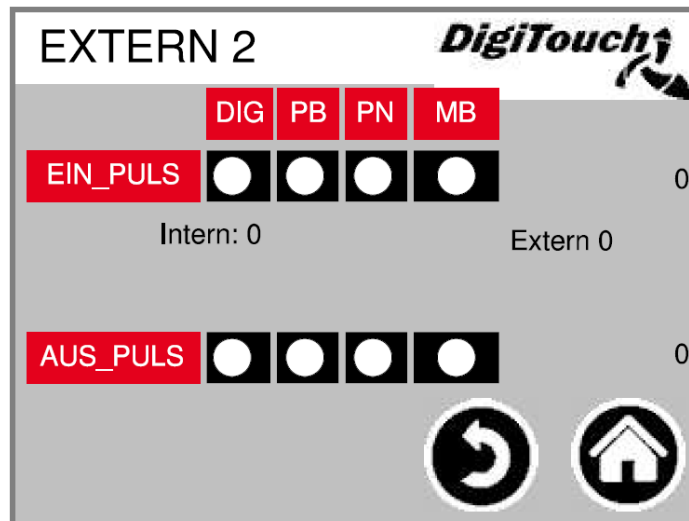 EXTERN 2 DigiTouch
DIG PB PN MB
EIN_PULS 0
Intern: 0 Extern 0
AUS_PULS 0